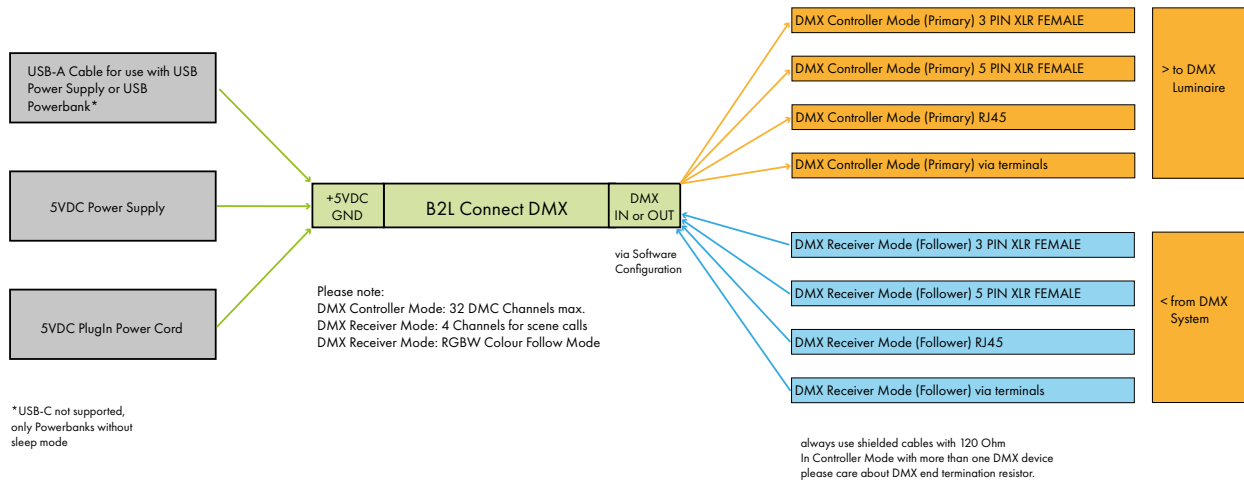 USB-A Cable for use with USB
Power Supply or USB
Powerbank*
5VDC Power Supply
5VDC PlugIn Power Cord
*USB-C not supported,
only Powerbanks without
sleep mode
+5VDC
GND
B2L Connect DMX
DMX
IN or OUT
via Software
Configuration
Please note:
DMX Controller Mode: 32 DMC Channels max.
DMX Receiver Mode: 4 Channels for scene calls
DMX Receiver Mode: RGBW Colour Follow Mode
DMX Controller Mode (Primary) 3 PIN XLR FEMALE
DMX Controller Mode (Primary) 5 PIN XLR FEMALE
DMX Controller Mode (Primary) RJ45
DMX Controller Mode (Primary) via terminals
> to DMX
Luminaire
DMX Receiver Mode (Follower) 3 PIN XLR FEMALE
DMX Receiver Mode (Follower) 5 PIN XLR FEMALE
DMX Receiver Mode (Follower) RJ45
DMX Receiver Mode (Follower) via terminals
< from DMX
System
always use shielded cables with 120 Ohm
In Controller Mode with more than one DMX device
please care about DMX end termination resistor.